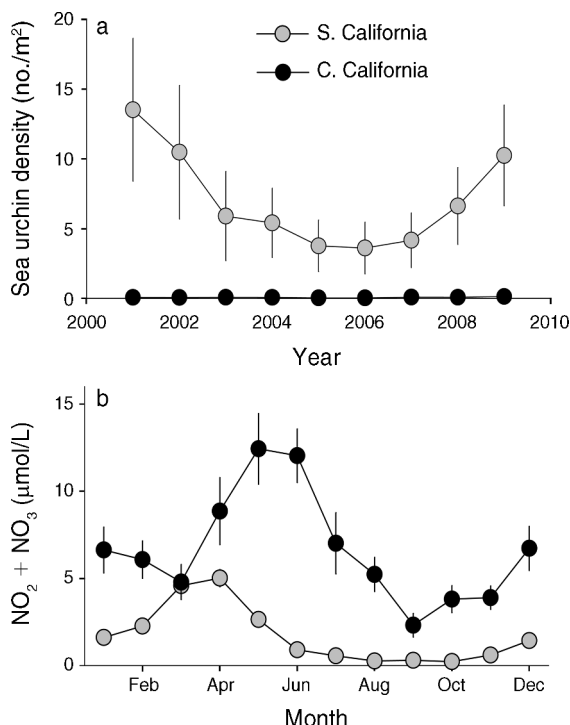 a
S. California
C. California
Sea urchin density (no./m²)
20
15
10
5
0
2000 2002 2004 2006 2008 2010
Year
b
NO₂ + NO₃ (µmol/L)
15
10
5
0
Feb Apr Jun Aug Oct Dec
Month